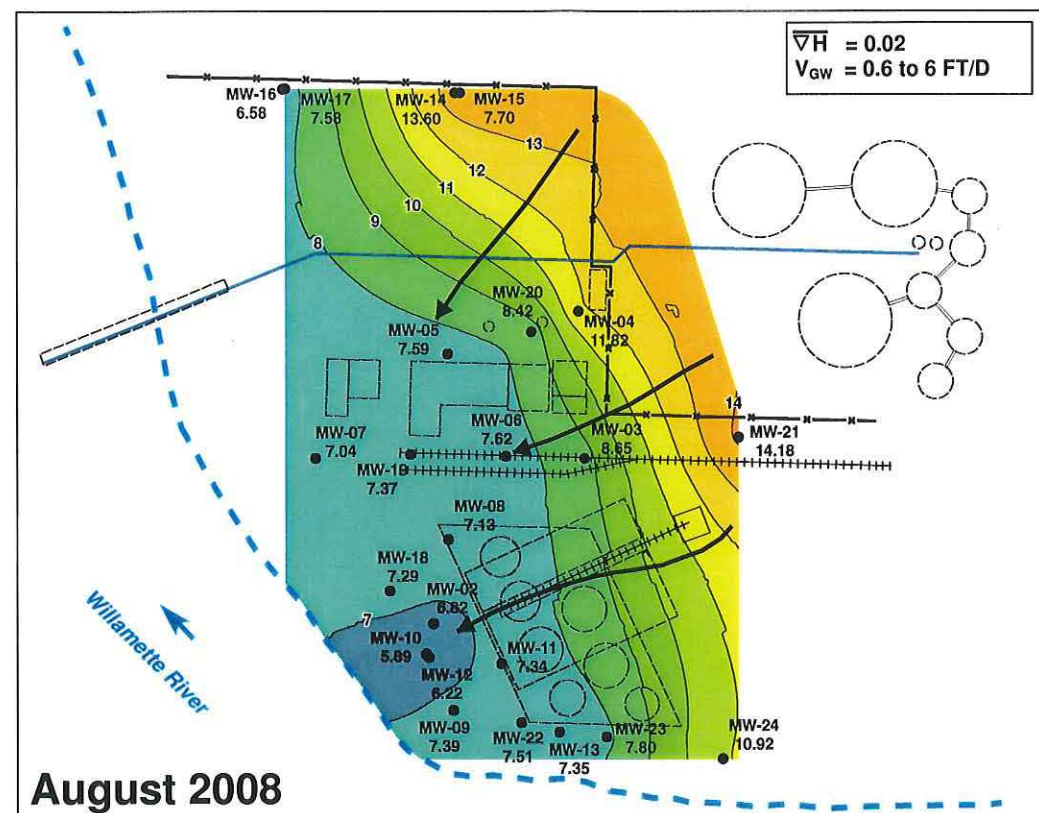 ∇H = 0.02
V_GW = 0.6 to 6 FT/D
MW-16
6.58
MW-17
7.58
MW-14
13.60
MW-15
7.70
13
12
11
10
9
8
MW-20
8.42
MW-04
11.82
MW-05
7.59
14
MW-21
14.18
MW-06
7.62
MW-03
8.65
MW-07
7.04
MW-19
7.37
MW-08
7.13
MW-18
7.29
MW-02
6.82
7
MW-10
5.89
MW-12
6.22
MW-11
7.34
MW-09
7.39
MW-22
7.51
MW-13
7.35
MW-23
7.80
MW-24
10.92
Willamette River
August 2008